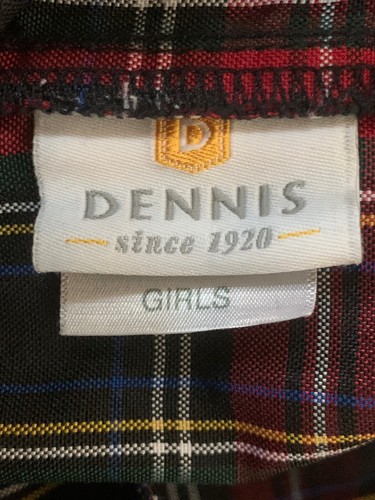 D
DENNIS
since 1920
GIRLS